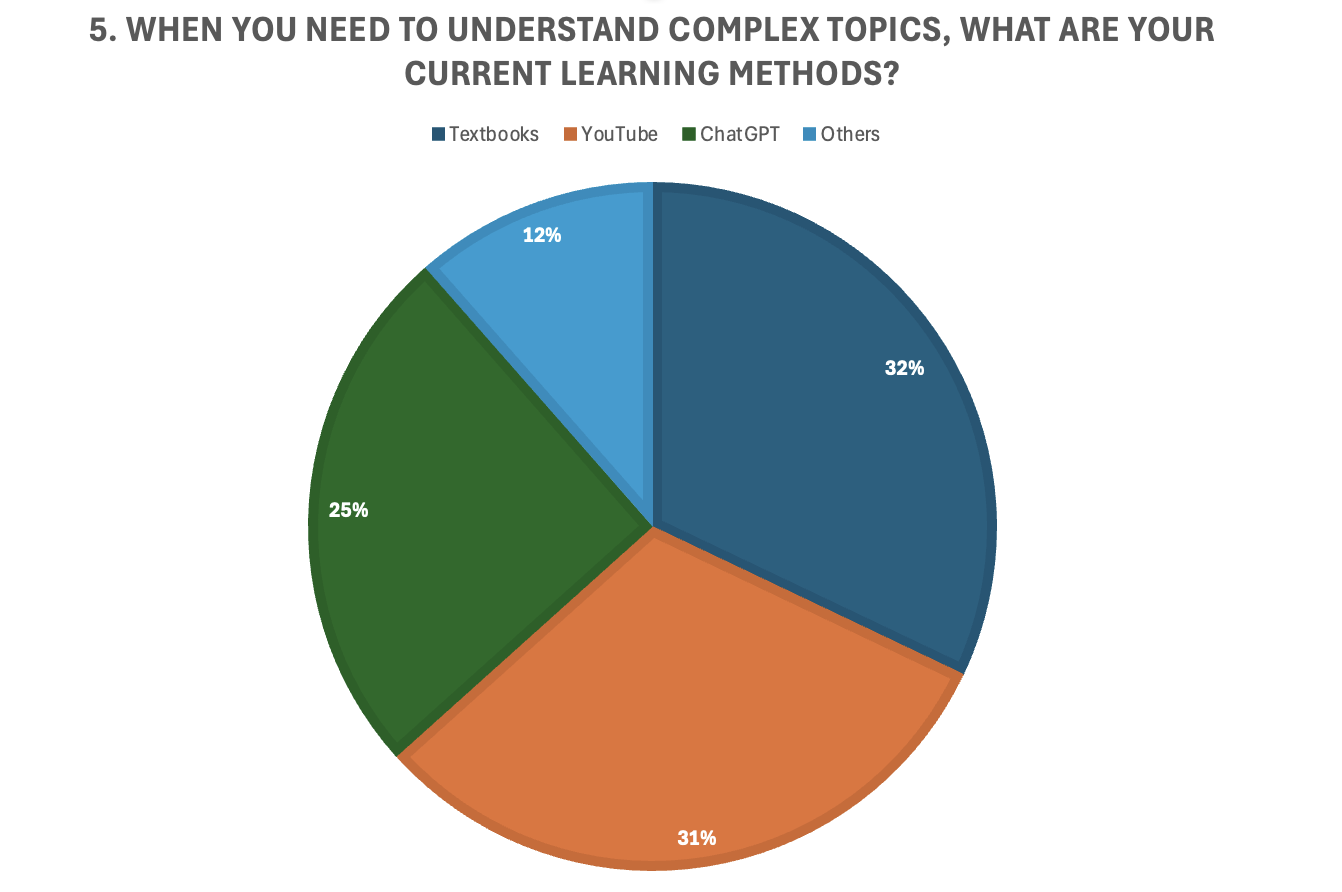 5. WHEN YOU NEED TO UNDERSTAND COMPLEX TOPICS, WHAT ARE YOUR
CURRENT LEARNING METHODS?
Textbooks YouTube ChatGPT Others
12%
32%
25%
31%